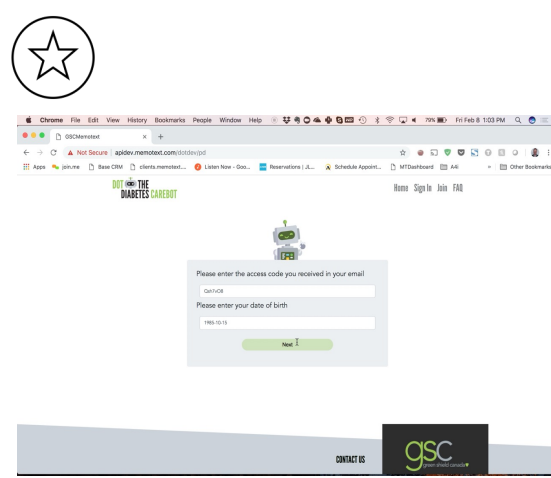 Chrome File Edit View History Bookmarks People Window Help 79% Fri Feb 8 1:03 PM
GSCMemotext
Not Secure | apidev.memotext.com/dotdev/pd
Apps join.me Base CRM clients.memotext.... Listen Now - Goo... Reservations | JL... Schedule Appoint... MTDashboard A4i » Other Bookmarks
DOT THE
DIABETES CAREBOT
Home Sign In Join FAQ
Please enter the access code you received in your email
Please enter your date of birth
1985-10-15
Next
CONTACT US
gsc
green shield canada